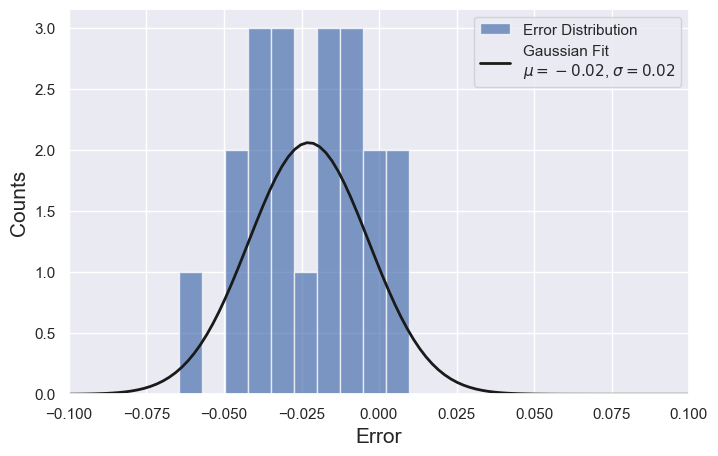 Error Distribution
Gaussian Fit
μ = −0.02, σ = 0.02
3.0
2.5
2.0
1.5
1.0
0.5
0.0
Counts
−0.100 −0.075 −0.050 −0.025 0.000 0.025 0.050 0.075 0.100
Error